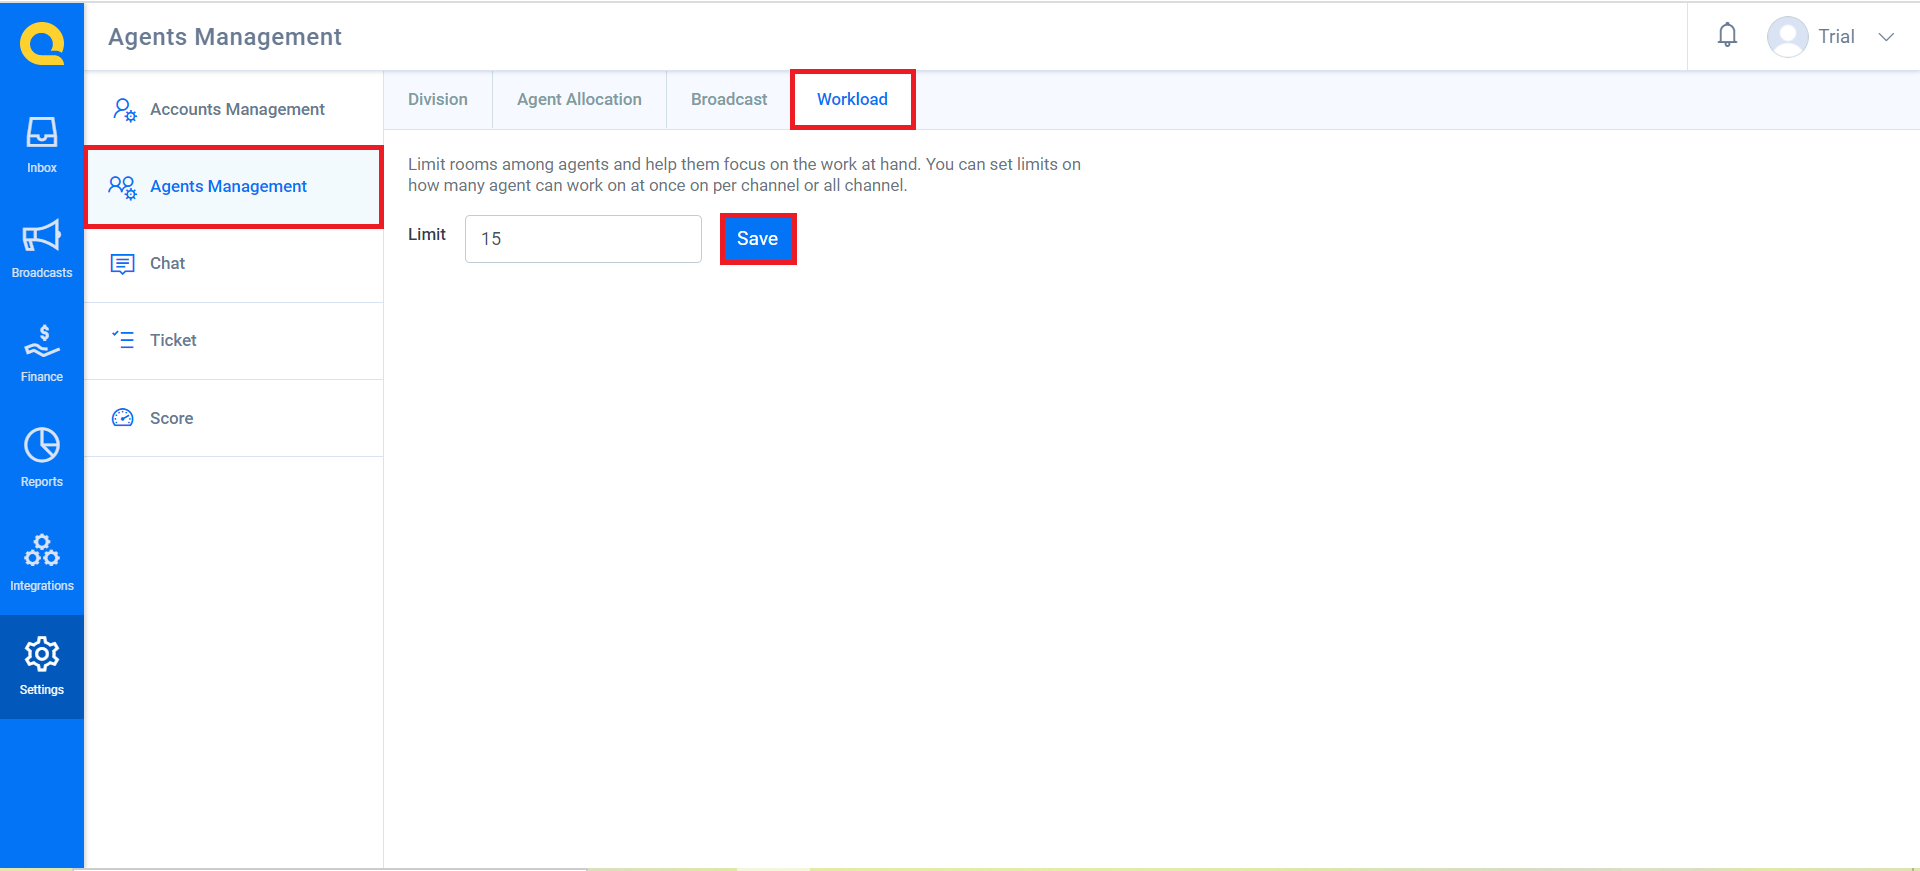 Agents Management
Trial
Inbox
Broadcasts
Finance
Reports
Integrations
Settings
Accounts Management
Agents Management
Chat
Ticket
Score
Division
Agent Allocation
Broadcast
Workload
Limit rooms among agents and help them focus on the work at hand. You can set limits on
how many agent can work on at once on per channel or all channel.
Limit
15
Save